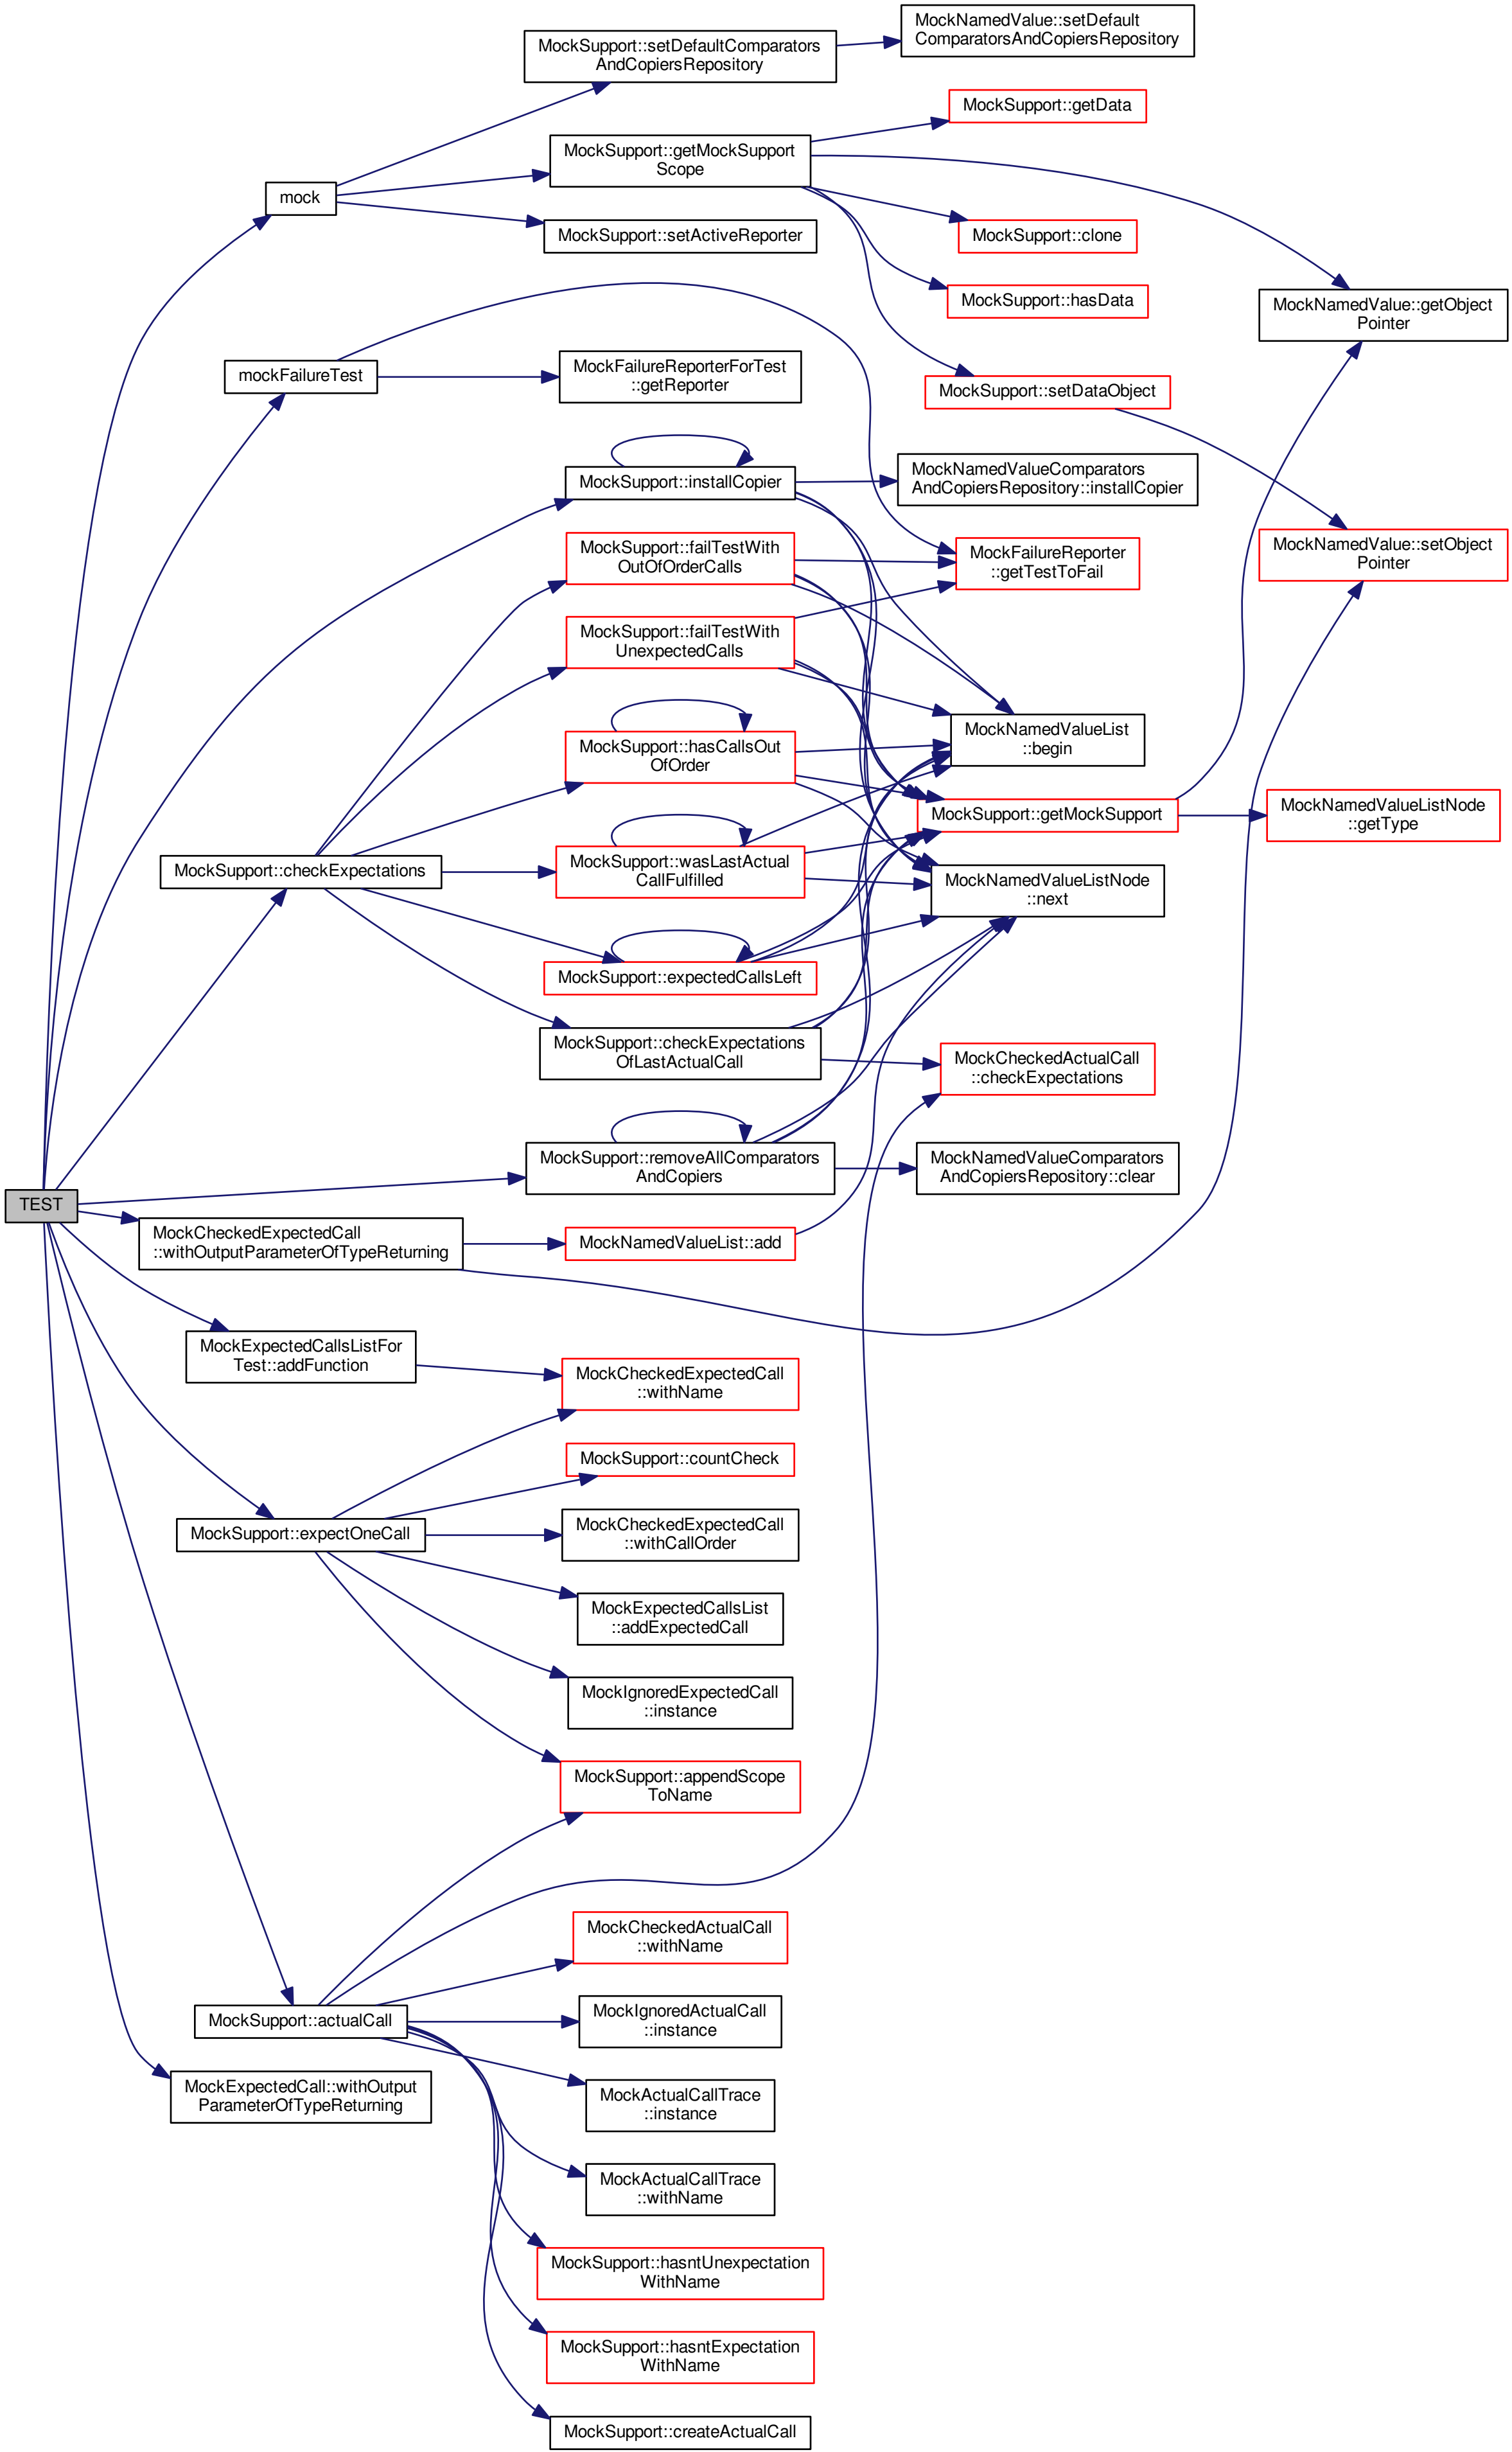 MockNamedValue::setDefault
ComparatorsAndCopiersRepository
MockSupport::setDefaultComparators
AndCopiersRepository
MockSupport::getData
MockSupport::getMockSupport
Scope
mock
MockSupport::setActiveReporter
MockSupport::clone
MockSupport::hasData
MockNamedValue::getObject
Pointer
mockFailureTest
MockFailureReporterForTest
::getReporter
MockSupport::setDataObject
MockSupport::installCopier
MockNamedValueComparators
AndCopiersRepository::installCopier
MockSupport::failTestWith
OutOfOrderCalls
MockFailureReporter
::getTestToFail
MockNamedValue::setObject
Pointer
MockSupport::failTestWith
UnexpectedCalls
MockSupport::hasCallsOut
OfOrder
MockNamedValueList
::begin
MockSupport::getMockSupport
MockNamedValueListNode
::getType
MockSupport::checkExpectations
MockSupport::wasLastActual
CallFulfilled
MockNamedValueListNode
::next
MockSupport::expectedCallsLeft
MockSupport::checkExpectations
OfLastActualCall
MockCheckedActualCall
::checkExpectations
MockSupport::removeAllComparators
AndCopiers
MockNamedValueComparators
AndCopiersRepository::clear
TEST
MockCheckedExpectedCall
::withOutputParameterOfTypeReturning
MockNamedValueList::add
MockExpectedCallsListFor
Test::addFunction
MockCheckedExpectedCall
::withName
MockSupport::countCheck
MockSupport::expectOneCall
MockCheckedExpectedCall
::withCallOrder
MockExpectedCallsList
::addExpectedCall
MockIgnoredExpectedCall
::instance
MockSupport::appendScope
ToName
MockCheckedActualCall
::withName
MockSupport::actualCall
MockIgnoredActualCall
::instance
MockExpectedCall::withOutput
ParameterOfTypeReturning
MockActualCallTrace
::instance
MockActualCallTrace
::withName
MockSupport::hasntUnexpectation
WithName
MockSupport::hasntExpectation
WithName
MockSupport::createActualCall